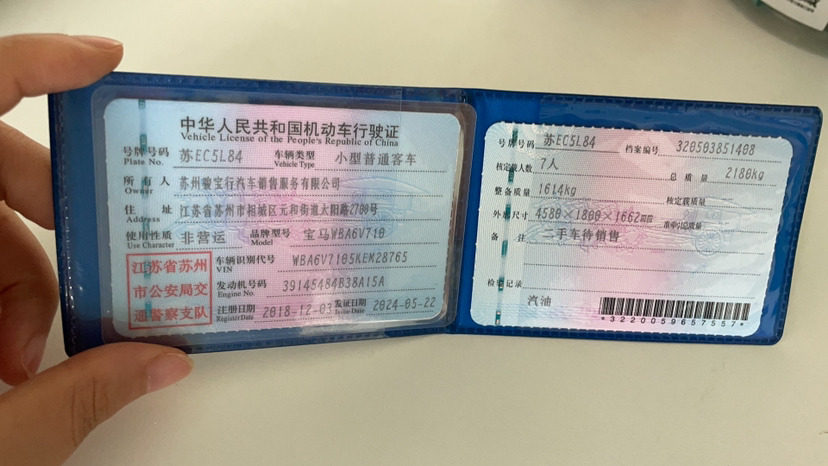 中华人民共和国机动车行驶证
Vehicle License of the People's Republic of China
号牌号码 苏EC5L84 车辆类型 小型普通客车
Plate No. Vehicle Type
所有人 苏州骏宝行汽车销售服务有限公司
Owner
住址 江苏省苏州市相城区元和街道太阳路2700号
Address
使用性质 非营运 品牌型号 宝马WBA6V710
Use Character Model
江苏省苏州
市公安局交
通警察支队
车辆识别代号 WBA6V7105KEM28765
VIN
发动机号码 39145484B38A15A
Engine No.
注册日期 2018-12-03 发证日期 2024-05-22
Register Date Issue Date
号牌号码 苏EC5L84 档案编号 320503851408
核定载人数 7人 总质量 2180kg
整备质量 1614kg 核定载质量
外廓尺寸 4580×1800×1662mm 准牵引总质量
备注 二手车待销售
检验记录
汽油
*3220059657557*